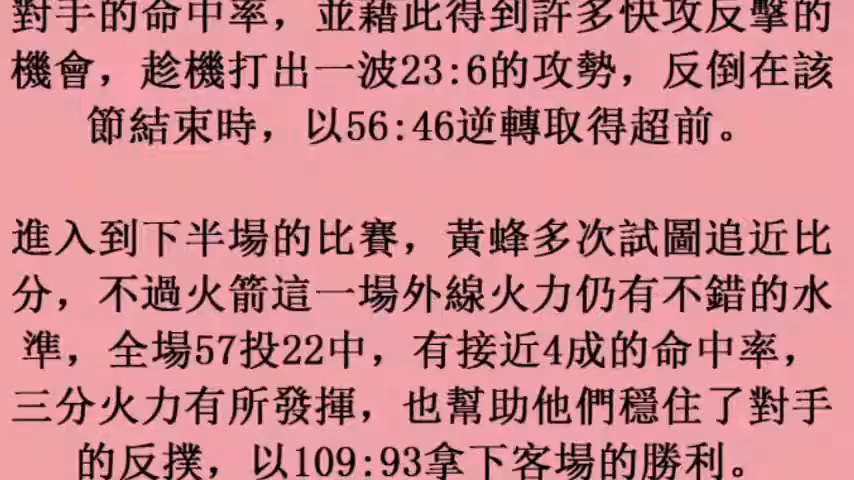 對手的命中率，並藉此得到許多快攻反擊的
機會，趁機打出一波23:6的攻勢，反倒在該
節結束時，以56:46逆轉取得超前。
進入到下半場的比賽，黃蜂多次試圖追近比
分，不過火箭這一場外線火力仍有不錯的水
準，全場57投22中，有接近4成的命中率，
三分火力有所發揮，也幫助他們穩住了對手
的反撲，以109:93拿下客場的勝利。